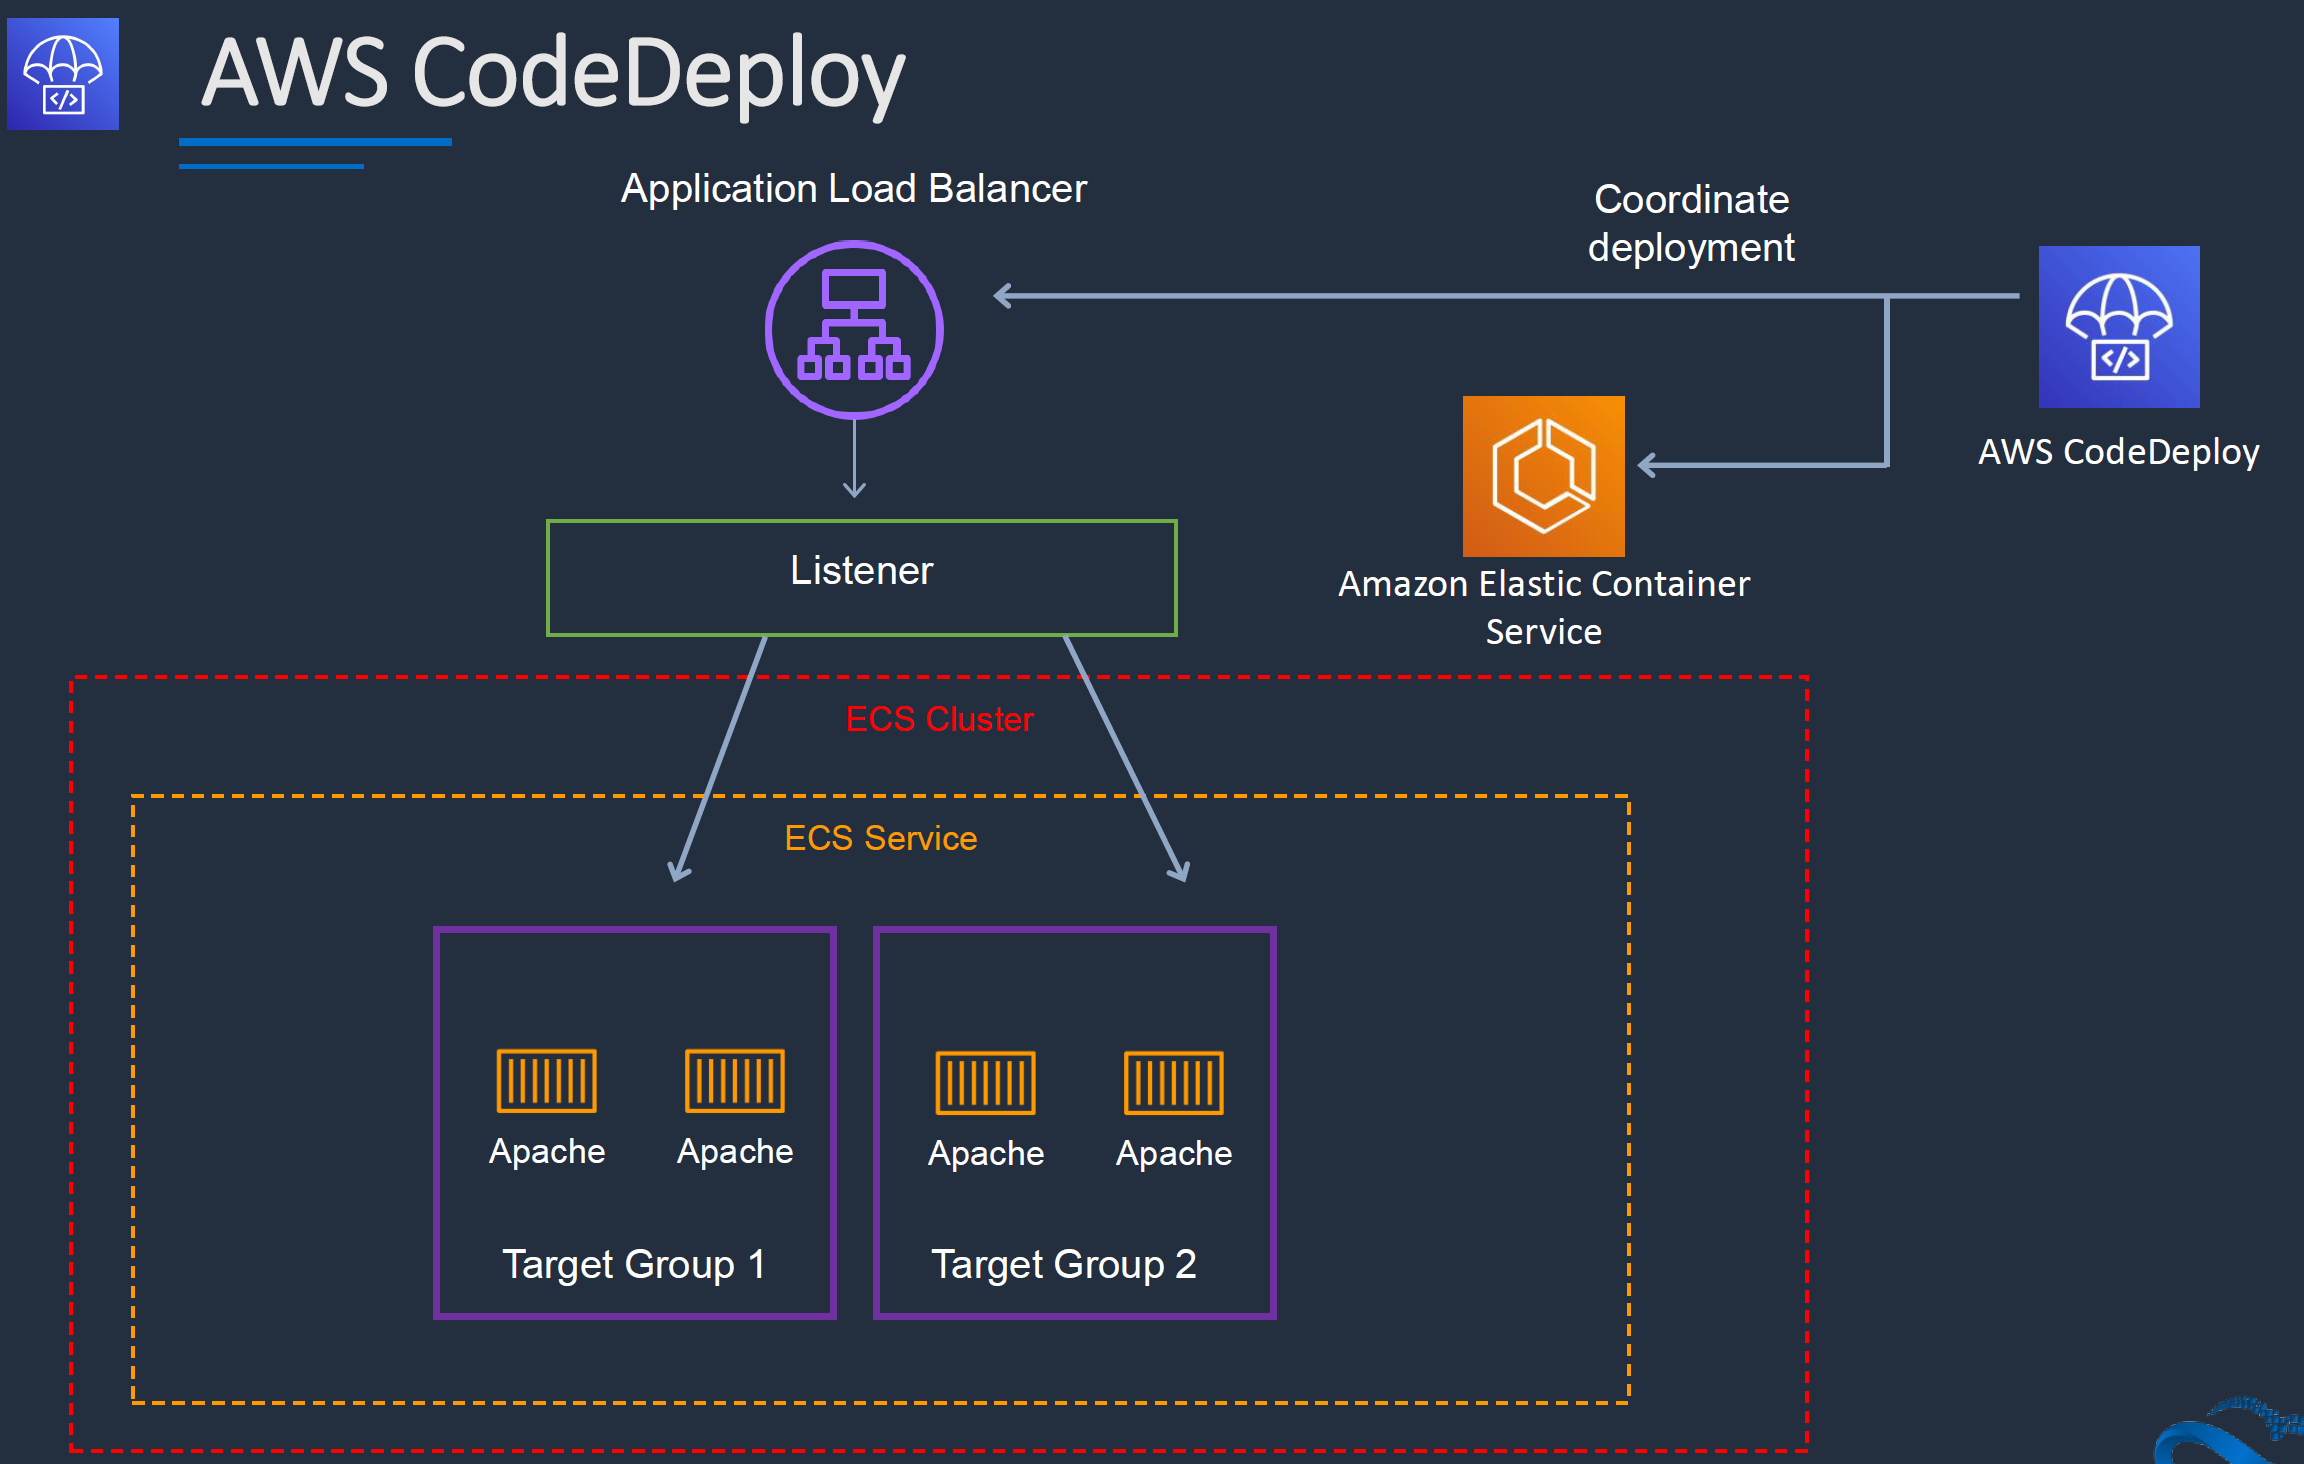 AWS CodeDeploy
Application Load Balancer
Coordinate
deployment
</>
AWS CodeDeploy
Listener
Amazon Elastic Container
Service
ECS Cluster
ECS Service
Apache
Apache
Apache
Apache
Target Group 1
Target Group 2